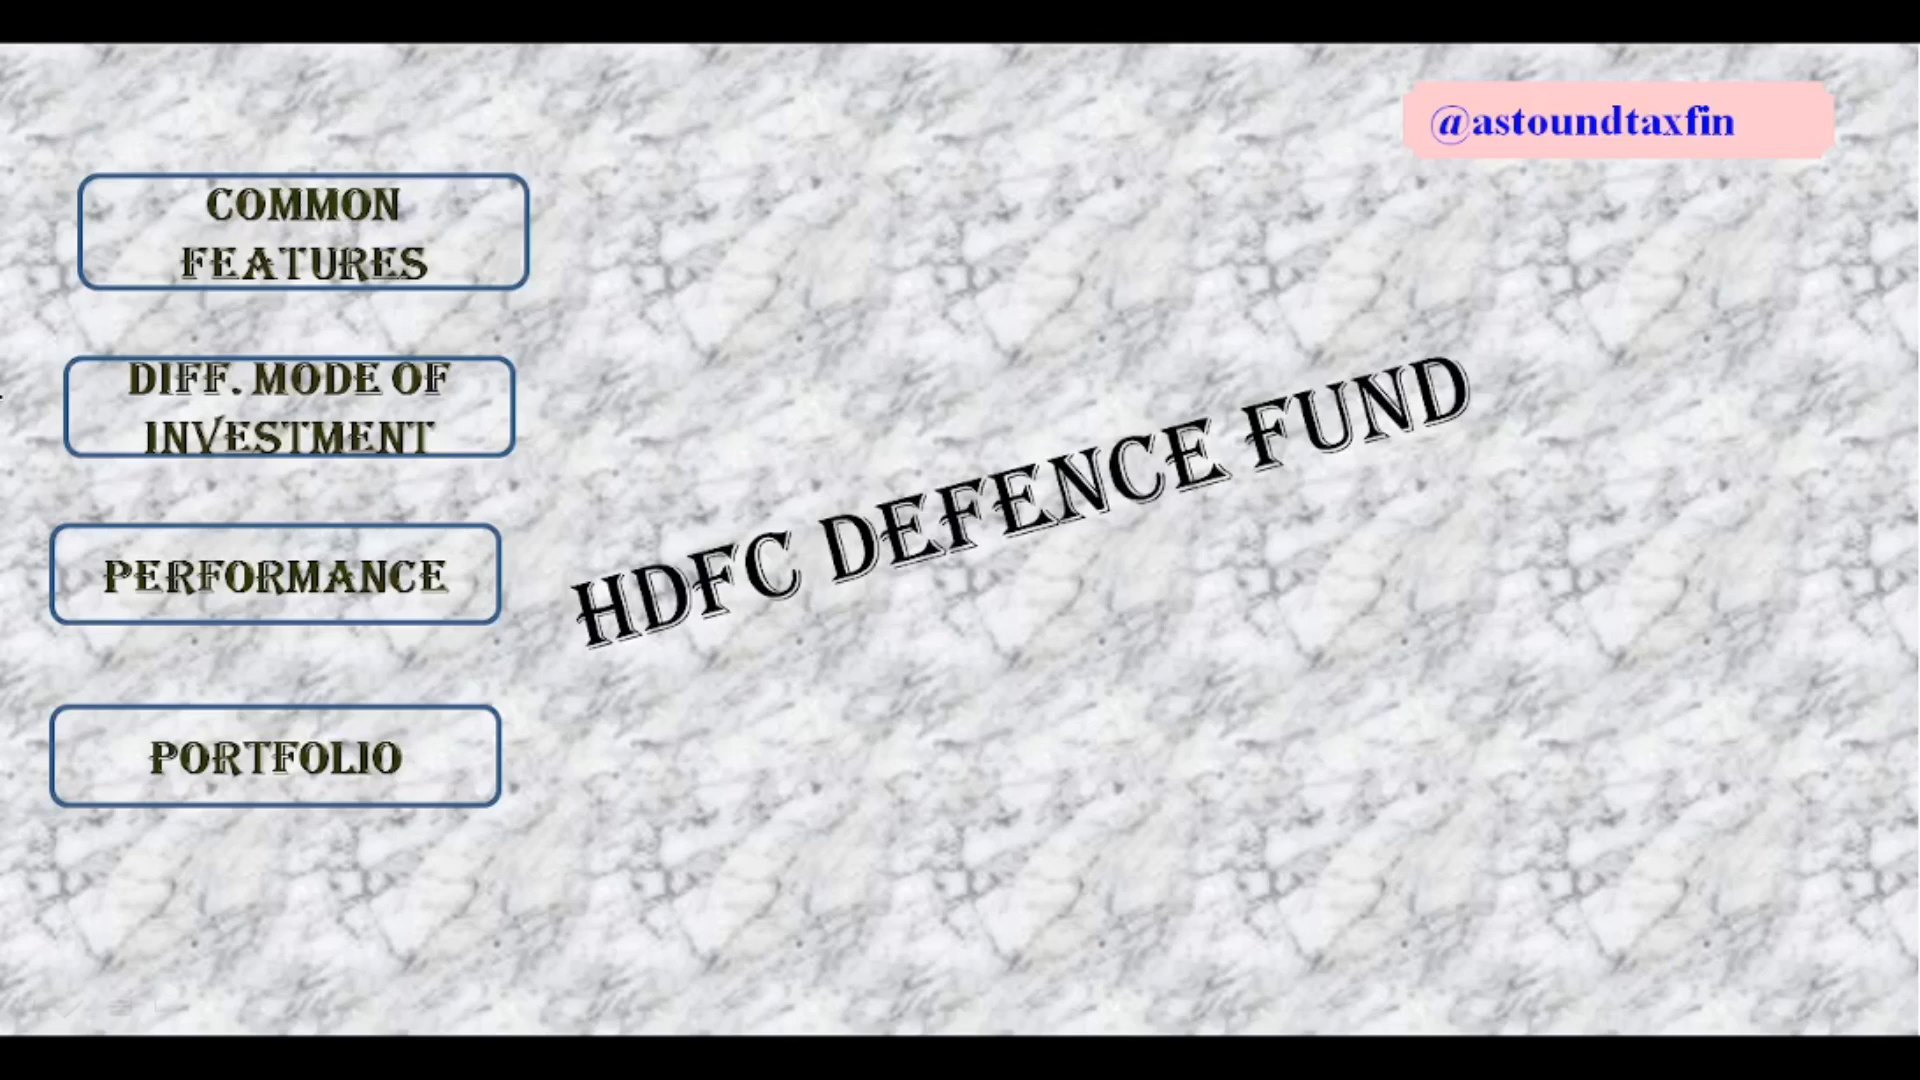 @astoundtaxfin
COMMON
FEATURES
DIFF. MODE OF
INVESTMENT
HDFC DEFENCE FUND
PERFORMANCE
PORTFOLIO